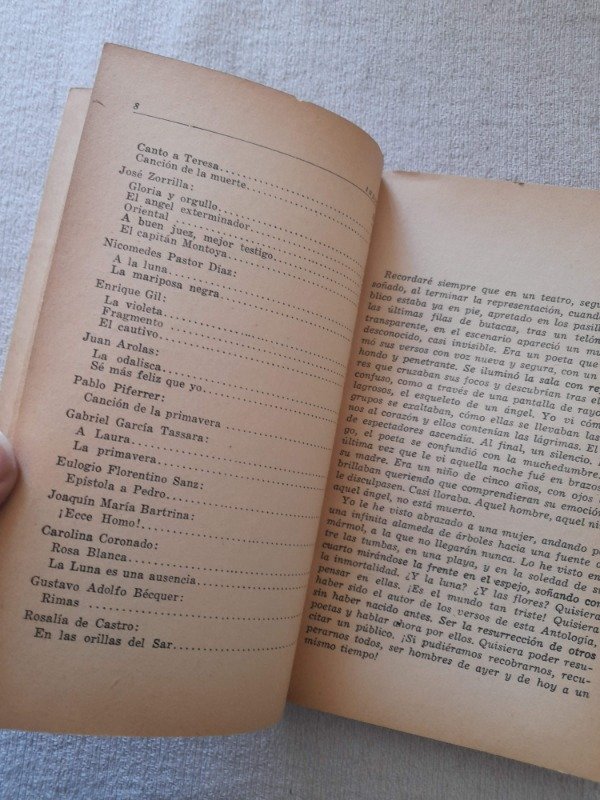 8
Canto a Teresa
Canción de la muerte
José Zorrilla:
Gloria y orgullo
El angel exterminador
Oriental
A buen juez, mejor testigo
El capitán Montoya
Nicomedes Pastor Díaz:
A la luna
La mariposa negra
Enrique Gil:
La violeta
Fragmento
El cautivo
Juan Arolas:
La odalisca
Sé más feliz que yo
Pablo Piferrer:
Canción de la primavera
Gabriel García Tassara:
A Laura
La primavera
Eulogio Florentino Sanz:
Epístola a Pedro
Joaquín María Bartrina:
¡Ecce Homo!
Carolina Coronado:
Rosa Blanca
La Luna es una ausencia
Gustavo Adolfo Bécquer:
Rimas
Rosalía de Castro:
En las orillas del Sar
Recordaré siempre que en un teatro,
soñado, al terminar la representación,
blico estaba ya en pie, apretado en los
las últimas filas de butacas, tras un
transparente, en el escenario apareció un
desconocido, casi invisible. Era un poeta que
mó sus versos con voz nueva y segura, con un
hondo y penetrante. Se iluminó la sala con
res que cruzaban sus focos y descubrían tras el
confuso, como a través de una pantalla de
lagrosos, el esqueleto de un ángel. Yo vi cómo
grupos se exaltaban, cómo ellas se llevaban las
nos al corazón y ellos contenían las lágrimas. El
de espectadores ascendía. Al final, un silencio.
go, el poeta se confundió con la muchedumbre.
última vez que le vi aquella noche fué en
su madre. Era un niño de cinco años, con ojos
brillaban queriendo que comprendieran su emoción
le disculpasen. Casi lloraba. Aquel hombre, aquel
aquel ángel, no está muerto.
Yo le he visto abrazado a una mujer, andando
una infinita alameda de árboles hacia una fuente
mármol, a la que no llegarán nunca. Lo he visto
tre las tumbas, en una playa, y en la soledad de su
cuarto mirándose la frente en el espejo, soñando con
la inmortalidad. ¿Y la luna? ¿Y las flores? Quisiera
pensar en ellas. ¡Es el mundo tan triste! Quisiera
haber sido el autor de los versos de esta Antología,
sin haber nacido antes. Ser la resurrección de otros
poetas y hablar ahora por ellos. Quisiera poder
citar un público. ¡Si pudiéramos recobrarnos,
perarnos todos, ser hombres de ayer y de hoy a un
mismo tiempo!